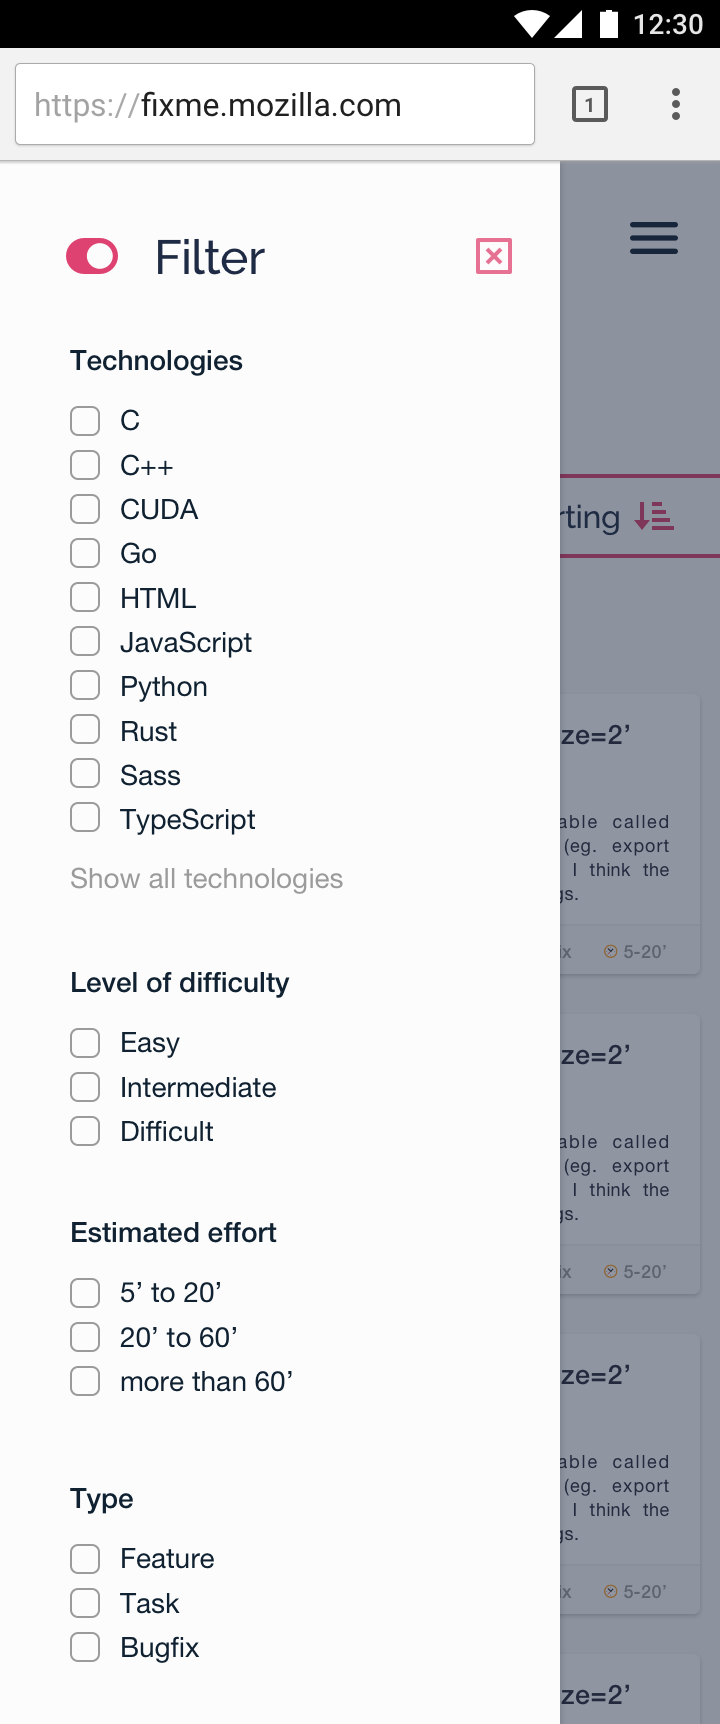 12:30
https://fixme.mozilla.com
1
Filter
Technologies
C
C++
CUDA
Go
HTML
JavaScript
Python
Rust
Sass
TypeScript
Show all technologies
Level of difficulty
Easy
Intermediate
Difficult
Estimated effort
5’ to 20’
20’ to 60’
more than 60’
Type
Feature
Task
Bugfix
rting
ze=2’
able called
(eg. export
I think the
gs.
ix 5-20’
ze=2’
able called
(eg. export
I think the
gs.
ix 5-20’
ze=2’
able called
(eg. export
I think the
gs.
ix 5-20’
ze=2’